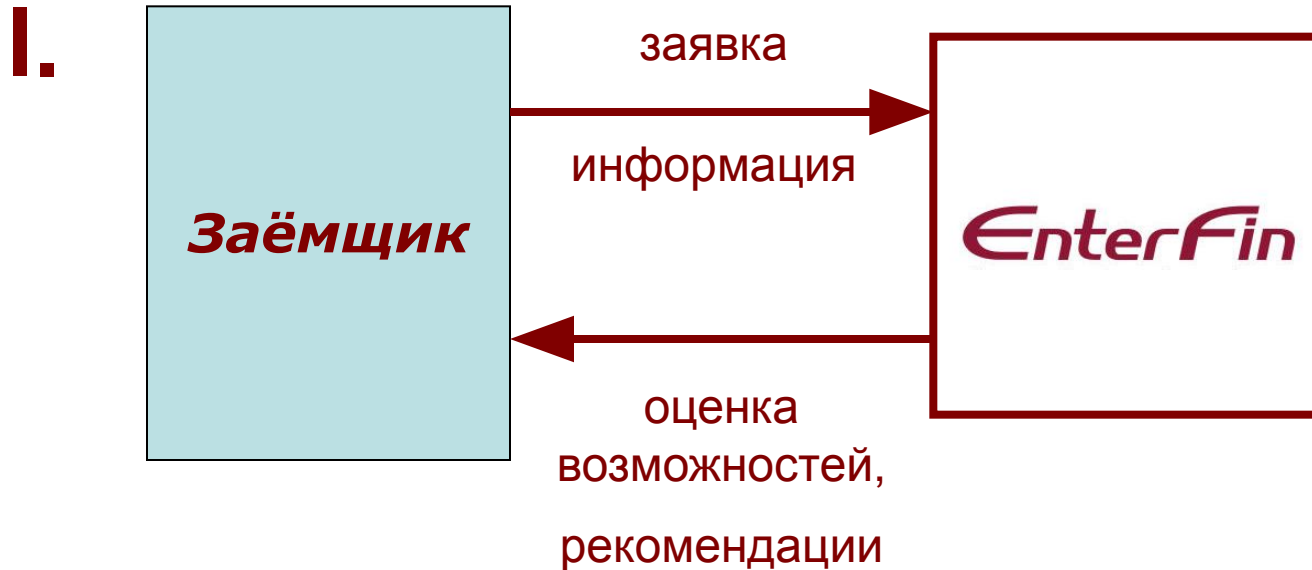 I.
заявка
информация
Заёмщик
EnterFin
оценка
возможностей,
рекомендации